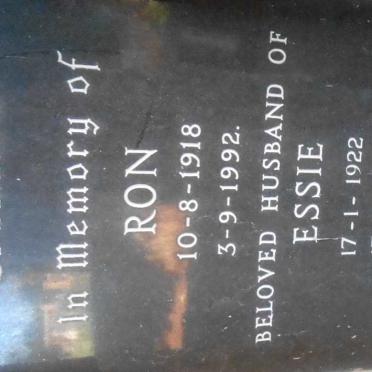 In Memory of
RON
10-8-1918
3-9-1992.
BELOVED HUSBAND OF
ESSIE
17-1-1922